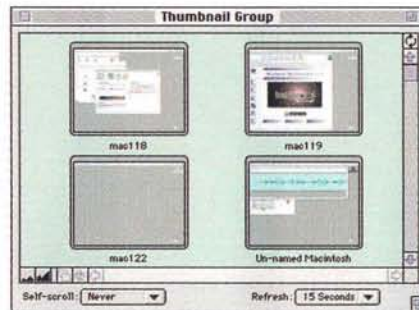 Thumbnail Group
mac118
mac119
mac122
Un-named Macintosh
Self-scroll: Never
Refresh: 15 Seconds